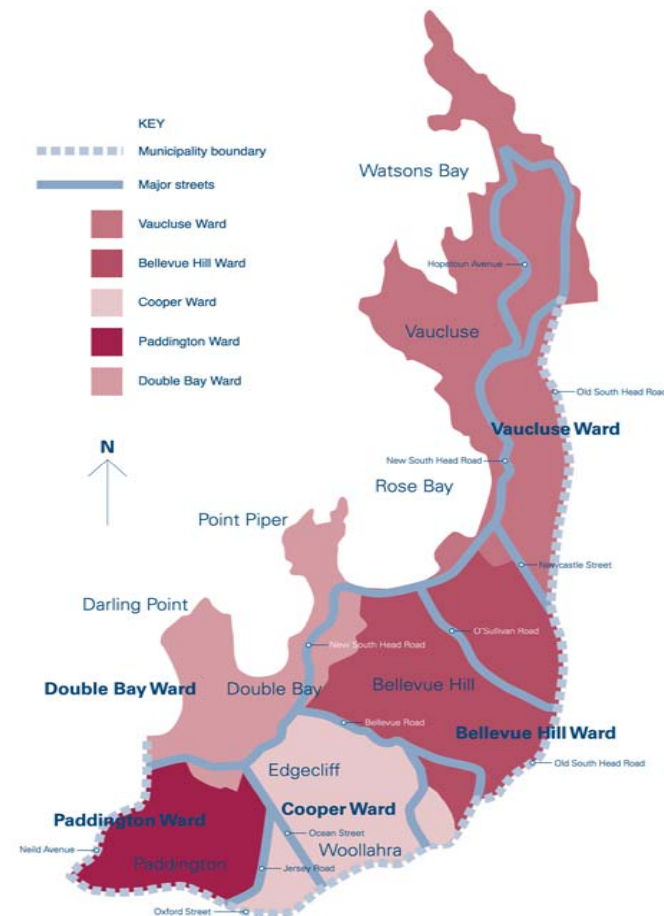 KEY
Municipality boundary
Major streets
Vaucluse Ward
Bellevue Hill Ward
Cooper Ward
Paddington Ward
Double Bay Ward
N
Watsons Bay
Hopetoun Avenue
Vaucluse
Old South Head Road
Vaucluse Ward
New South Head Road
Rose Bay
Point Piper
Newcastle Street
Darling Point
O'Sullivan Road
New South Head Road
Double Bay Ward
Double Bay
Bellevue Hill
Bellevue Road
Bellevue Hill Ward
Old South Head Road
Edgecliff
Cooper Ward
Paddington Ward
Ocean Street
Neild Avenue
Woollahra
Paddington
Jersey Road
Oxford Street